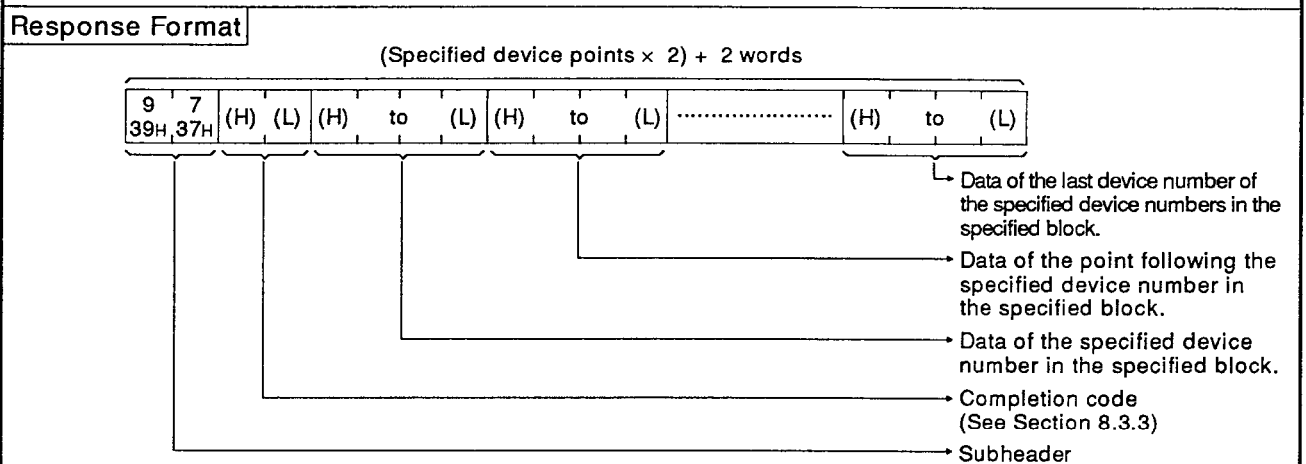 Response Format
(Specified device points × 2) + 2 words
9 7 (H) (L) (H) to (L) (H) to (L) (H) to (L)
39H 37H
Data of the last device number of
the specified device numbers in the
specified block.
Data of the point following the
specified device number in
the specified block.
Data of the specified device
number in the specified block.
Completion code
(See Section 8.3.3)
Subheader